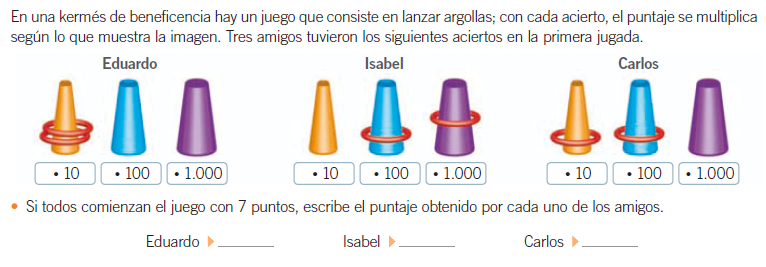 En una kermés de beneficencia hay un juego que consiste en lanzar argollas; con cada acierto, el puntaje se multiplica
según lo que muestra la imagen. Tres amigos tuvieron los siguientes aciertos en la primera jugada.
Eduardo Isabel Carlos
• 10 • 100 • 1.000 • 10 • 100 • 1.000 • 10 • 100 • 1.000
• Si todos comienzan el juego con 7 puntos, escribe el puntaje obtenido por cada uno de los amigos.
Eduardo ▸ ________ Isabel ▸ ________ Carlos ▸ ________